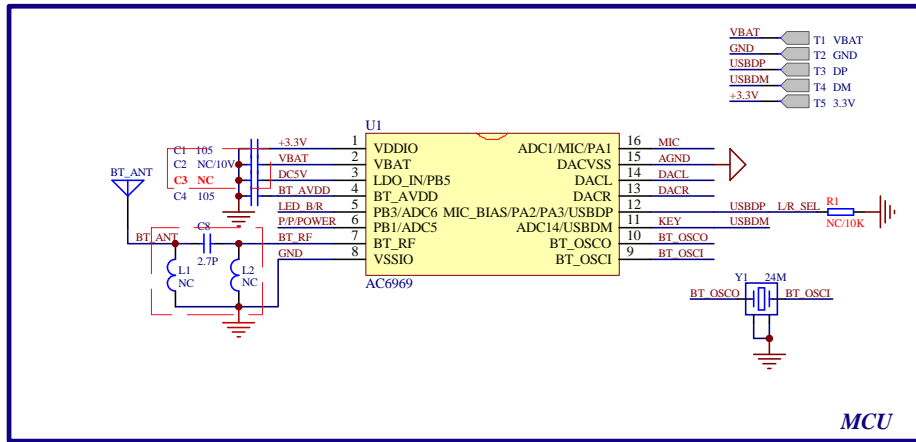 VBAT T1 VBAT
GND T2 GND
USBDP T3 DP
USBDM T4 DM
+3.3V T5 3.3V
U1
C1 105 +3.3V 1 VDDIO ADC1/MIC/PA1 16 MIC
C2 NC/10V VBAT 2 VBAT DACVSS 15 AGND
C3 NC DC5V 3 LDO_IN/PB5 DACL 14 DACL
C4 105 BT_AVDD 4 BT_AVDD DACR 13 DACR
LED_B/R 5 PB3/ADC6 MIC_BIAS/PA2/PA3/USBDP 12 USBDP L/R_SEL R1 NC/10K
P/P/POWER 6 PB1/ADC5 ADC14/USBDM 11 KEY USBDM
BT_RF 7 BT_RF BT_OSCO 10 BT_OSCO
GND 8 VSSIO BT_OSCI 9 BT_OSCI
AC6969
BT_ANT
BT_ANT C8
2.7P
L1 L2
NC NC
Y1 24M
BT_OSCO BT_OSCI
MCU